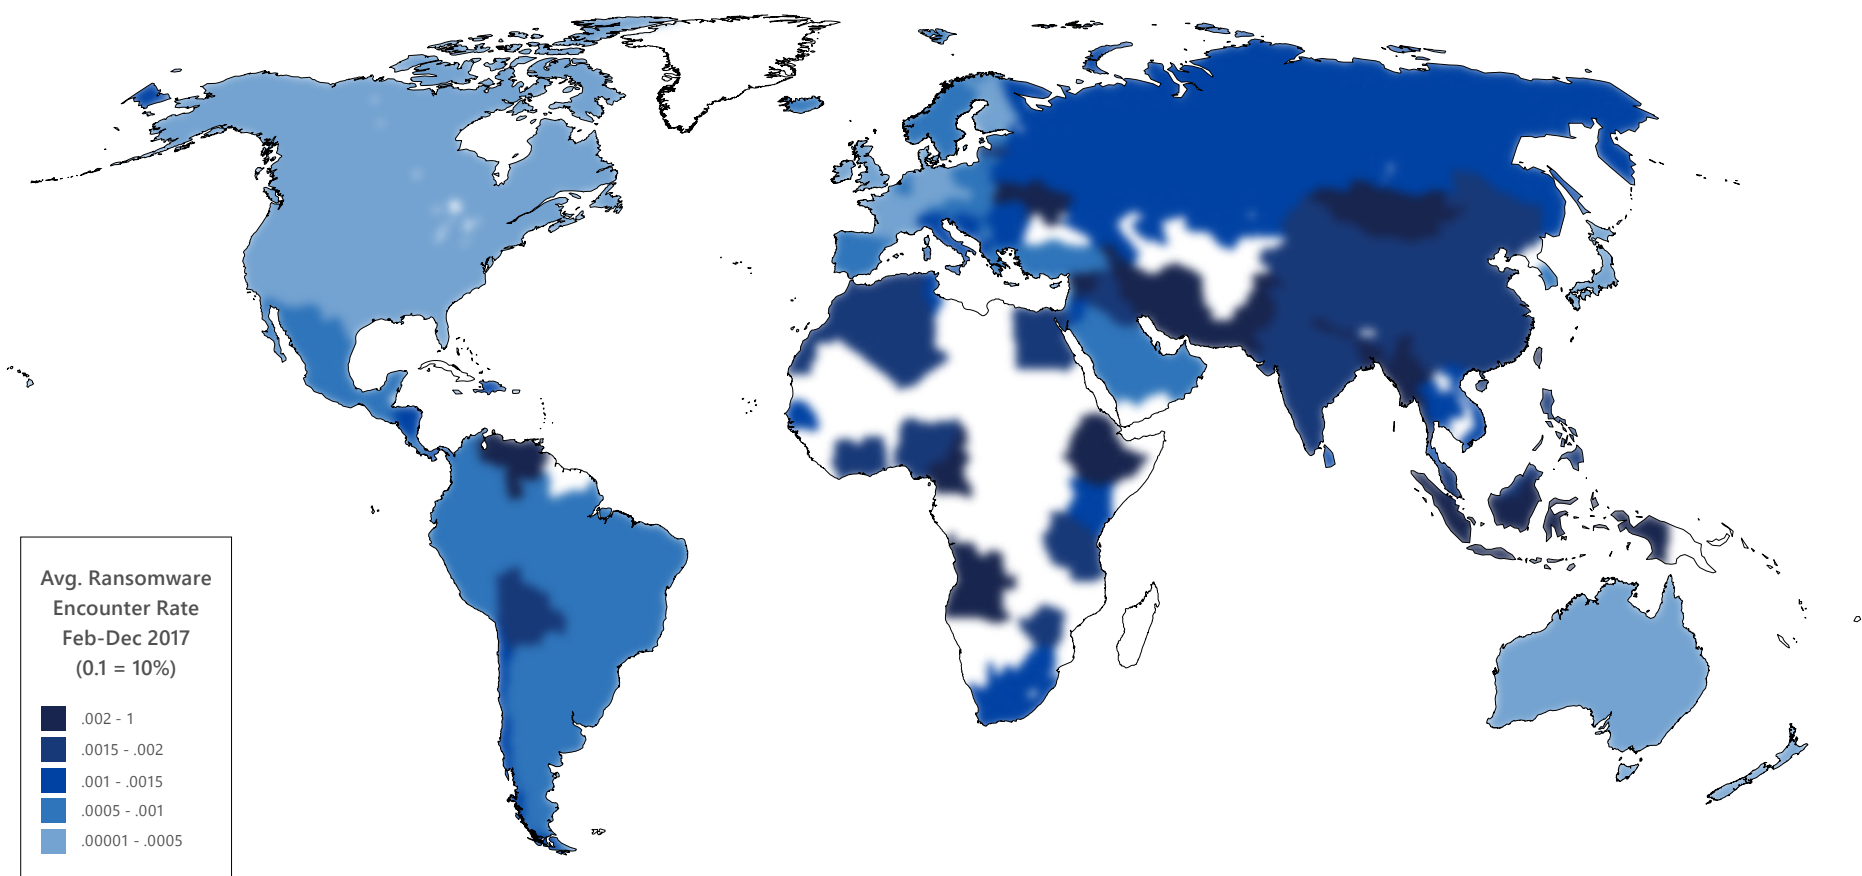 Avg. Ransomware
Encounter Rate
Feb-Dec 2017
(0.1 = 10%)
.002 - 1
.0015 - .002
.001 - .0015
.0005 - .001
.00001 - .0005